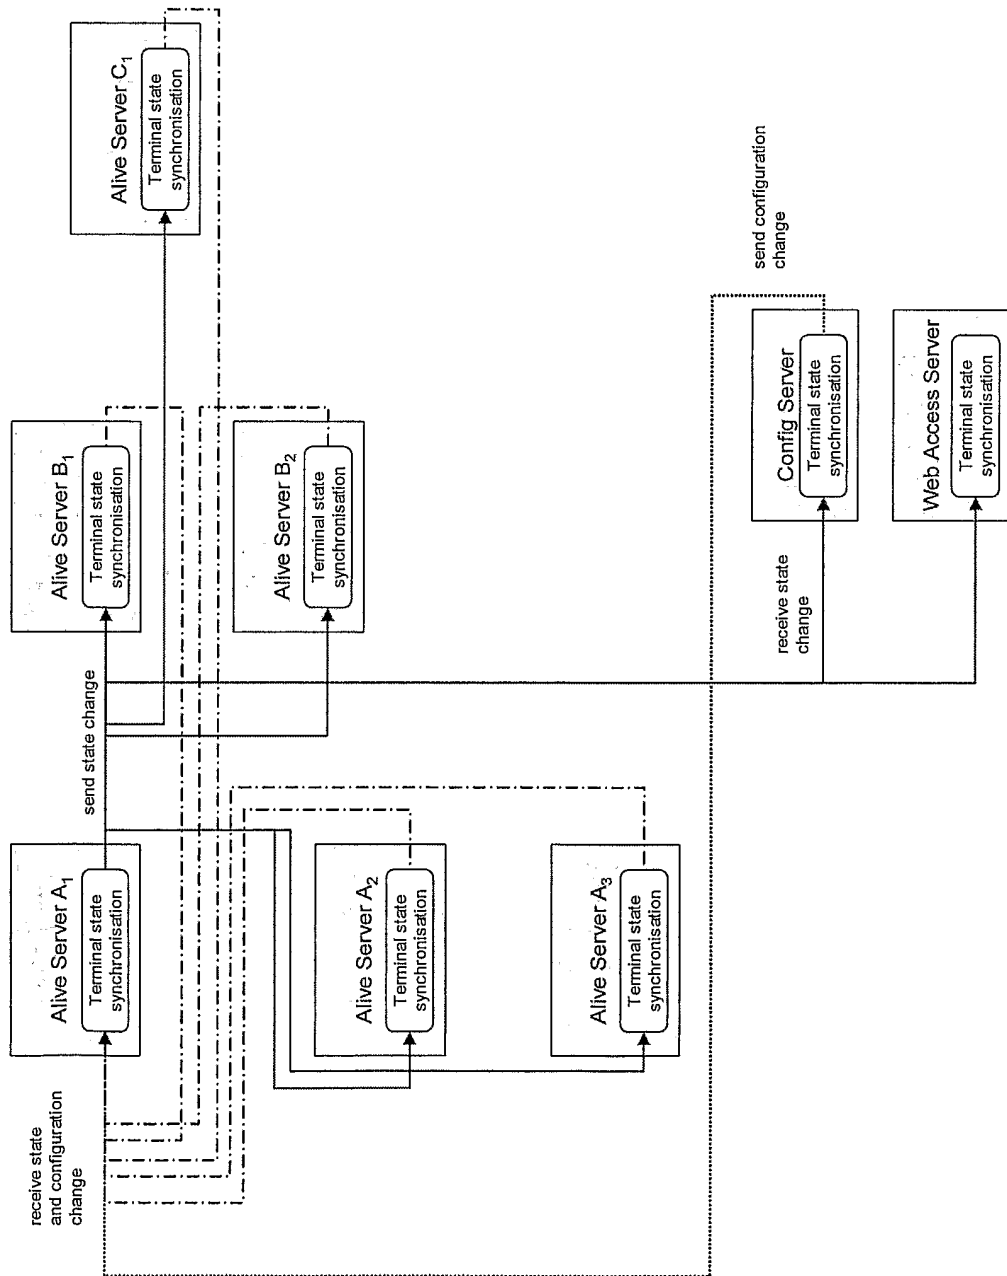 receive state
and configuration
change
Alive Server A1
Terminal state
synchronisation
send state change
Alive Server B1
Terminal state
synchronisation
Alive Server C1
Terminal state
synchronisation
Alive Server B2
Terminal state
synchronisation
Alive Server A2
Terminal state
synchronisation
Alive Server A3
Terminal state
synchronisation
receive state
change
Config Server
Terminal state
synchronisation
send configuration
change
Web Access Server
Terminal state
synchronisation